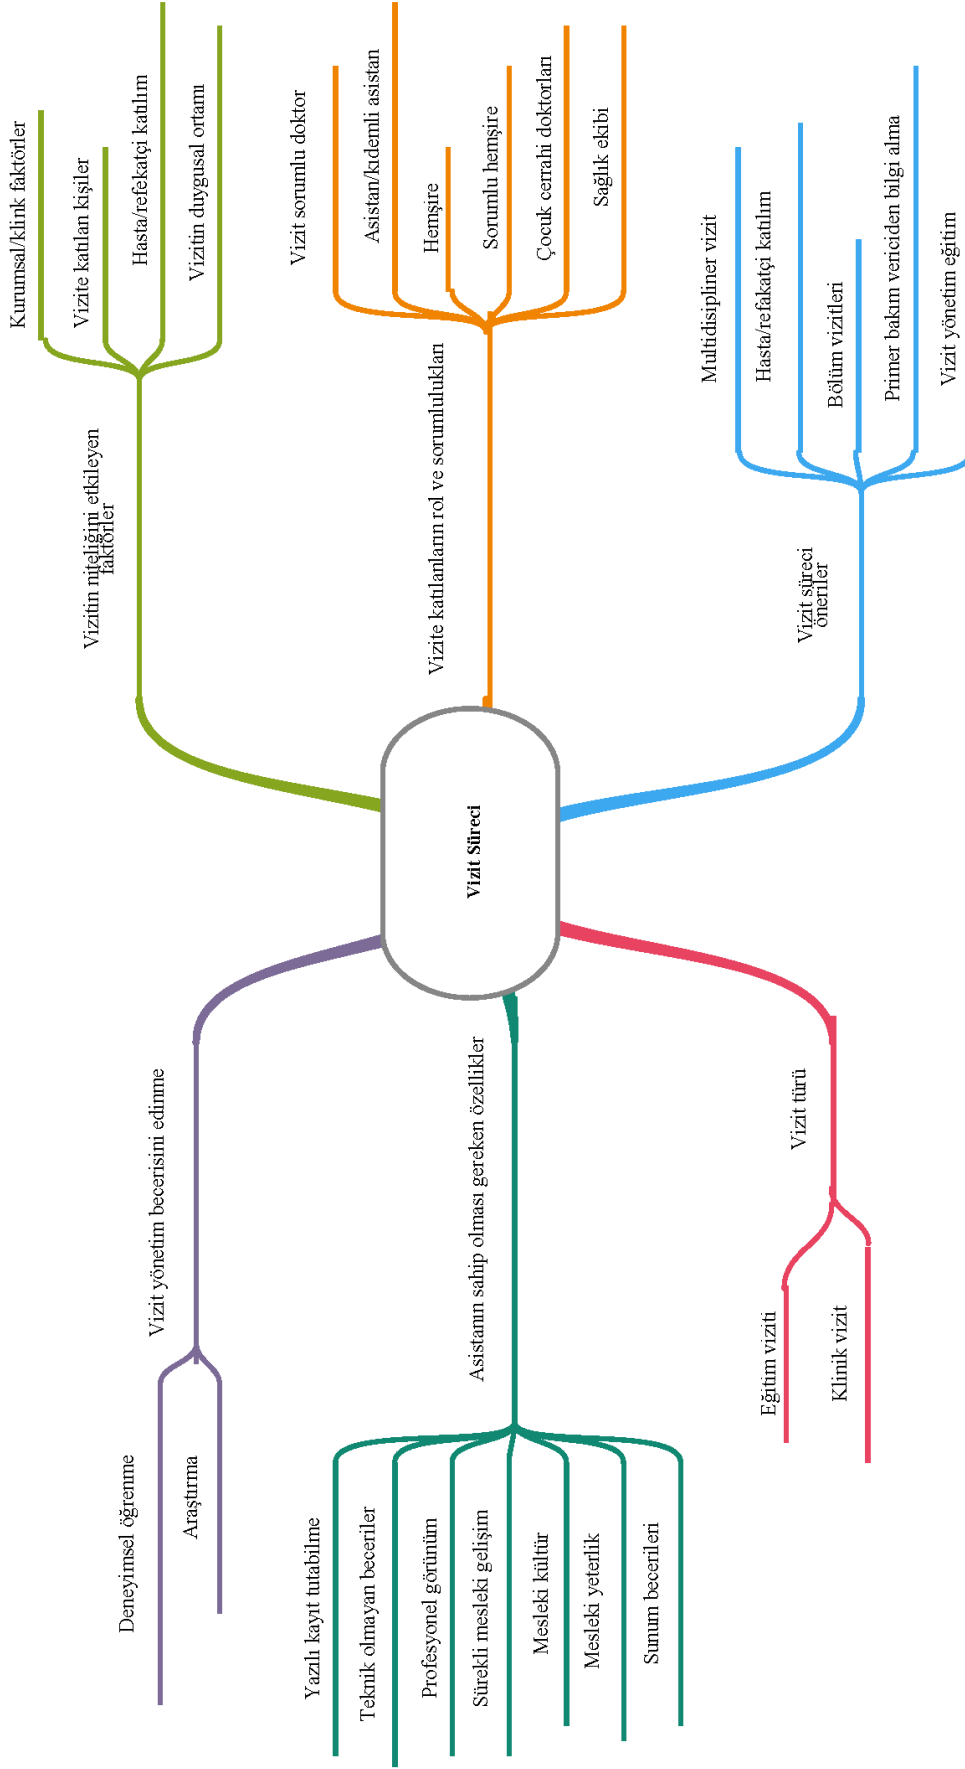 Vizit Süreci
Vizit yönetim becerisini edinme
Deneyimsel öğrenme
Araştırma
Asistanın sahip olması gereken özellikler
Yazılı kayıt tutabilme
Teknik olmayan beceriler
Profesyonel görünüm
Sürekli mesleki gelişim
Mesleki kültür
Mesleki yeterlik
Sunum becerileri
Vizit türü
Eğitim viziti
Klinik vizit
Vizitin niteliğini etkileyen
faktörler
Kurumsal/klink faktörler
Vizite katılan kişiler
Hasta/refekatçi katılım
Vizitin duygusal ortamı
Vizite katılanların rol ve sorumlulukları
Vizit sorumlu doktor
Asistan/kıdemli asistan
Hemşire
Sorumlu hemşire
Çocuk cerrahi doktorları
Sağlık ekibi
Vizit süreci
öneriler
Multidisipliner vizit
Hasta/refakatçi katılım
Bölüm vizitleri
Primer bakım vericiden bilgi alma
Vizit yönetim eğitim